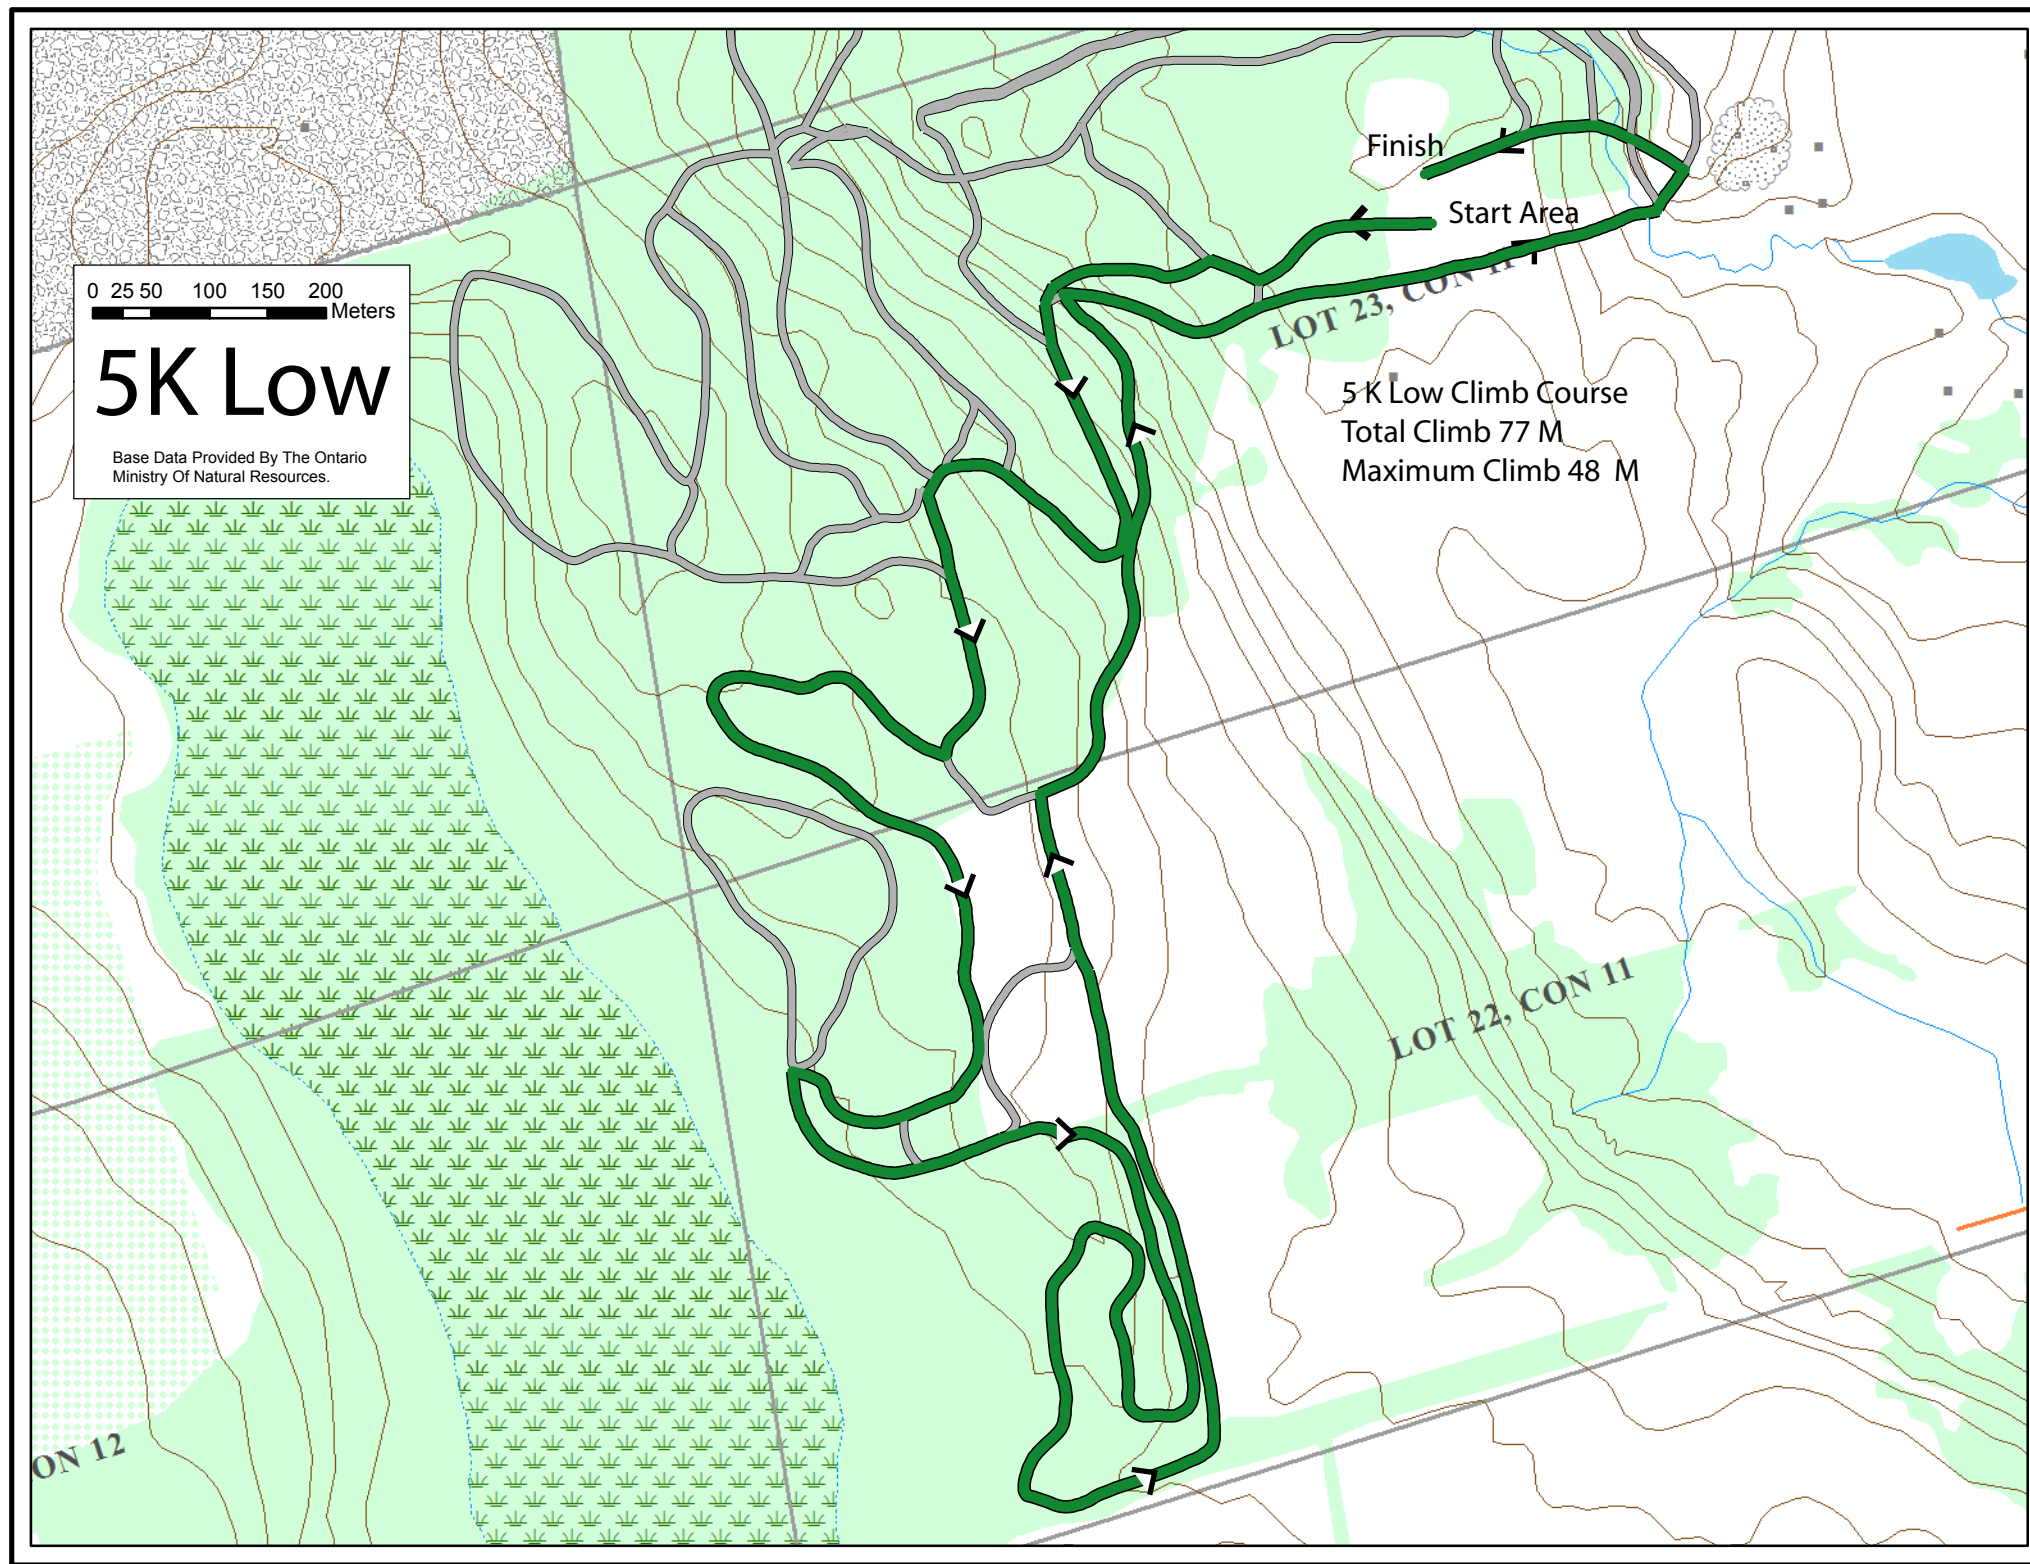 Finish
Start Area
LOT 23, CON 11
0 25 50 100 150 200
Meters
5K Low
Base Data Provided By The Ontario
Ministry Of Natural Resources.
5 K Low Climb Course
Total Climb 77 M
Maximum Climb 48 M
LOT 22, CON 11
ON 12